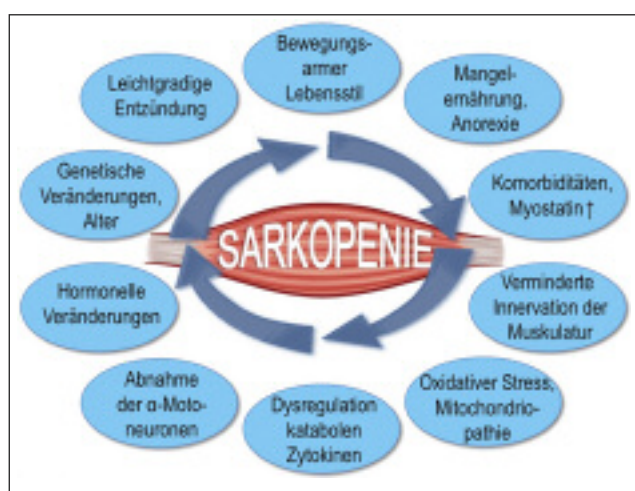 Bewegungs-
armer
Lebensstil
Mangel-
ernährung,
Anorexie
Komorbiditäten,
Myostatin ↑
Verminderte
Innervation der
Muskulatur
Oxidativer Stress,
Mitochondrio-
pathie
Dysregulation
katabolen
Zytokinen
Abnahme
der α-Moto-
neuronen
Hormonelle
Veränderungen
Genetische
Veränderungen,
Alter
Leichtgradige
Entzündung
SARKOPENIE